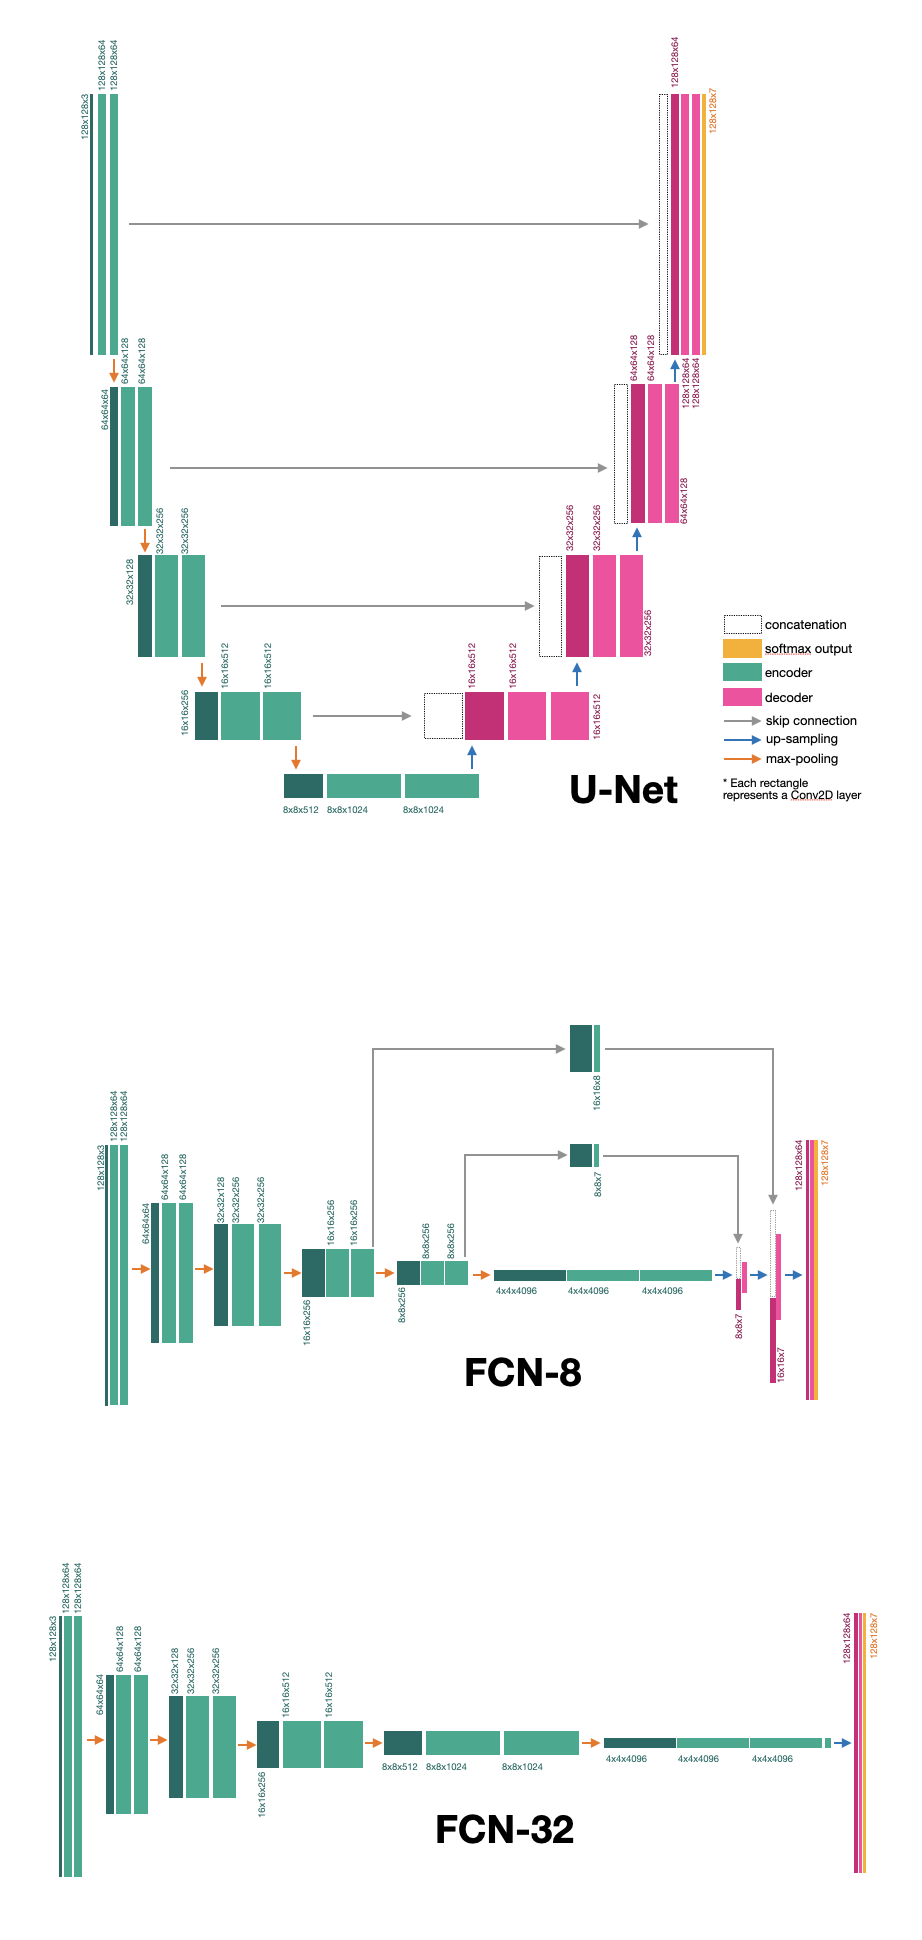 128x128x3
128x128x64
128x128x64
64x64x64
64x64x128
64x64x128
32x32x128
32x32x256
32x32x256
16x16x256
16x16x512
16x16x512
8x8x512
8x8x1024
8x8x1024
16x16x512
16x16x512
16x16x512
32x32x256
32x32x256
32x32x256
64x64x128
64x64x128
64x64x128
128x128x64
128x128x64
128x128x64
128x128x7
concatenation
softmax output
encoder
decoder
skip connection
up-sampling
max-pooling
* Each rectangle
represents a Conv2D layer
U-Net
128x128x3
128x128x64
128x128x64
64x64x64
64x64x128
64x64x128
32x32x128
32x32x256
32x32x256
16x16x256
16x16x256
16x16x256
8x8x256
8x8x256
8x8x256
4x4x4096
4x4x4096
4x4x4096
16x16x8
8x8x7
8x8x7
16x16x7
128x128x64
128x128x7
FCN-8
128x128x3
128x128x64
128x128x64
64x64x64
64x64x128
64x64x128
32x32x128
32x32x256
32x32x256
16x16x256
16x16x512
16x16x512
8x8x512
8x8x1024
8x8x1024
4x4x4096
4x4x4096
4x4x4096
128x128x64
128x128x7
FCN-32